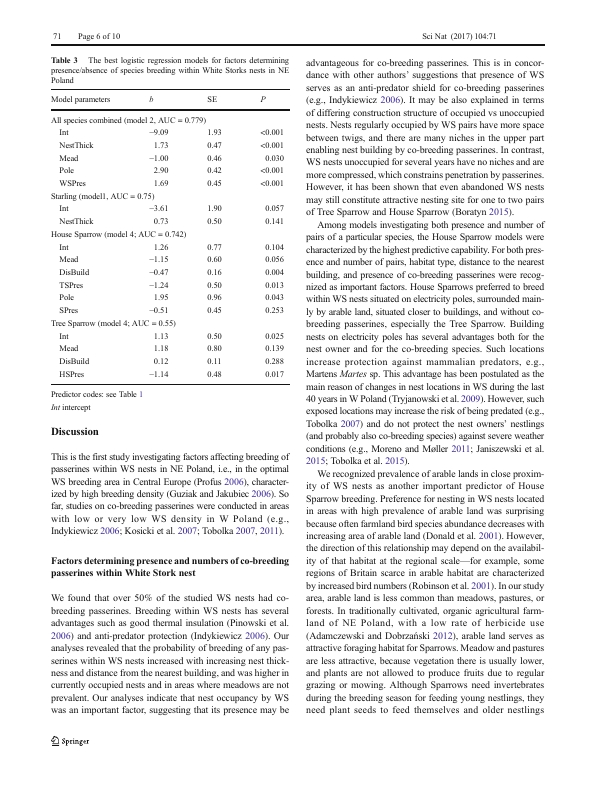 71 Page 6 of 10
Sci Nat (2017) 104:71
Table 3 The best logistic regression models for factors determining
presence/absence of species breeding within White Storks nests in NE
Poland
Model parameters b SE P
All species combined (model 2, AUC = 0.779)
Int −9.09 1.93 <0.001
NestThick 1.73 0.47 <0.001
Mead −1.00 0.46 0.030
Pole 2.90 0.42 <0.001
WSPres 1.69 0.45 <0.001
Starling (model1, AUC = 0.75)
Int −3.61 1.90 0.057
NestThick 0.73 0.50 0.141
House Sparrow (model 4; AUC = 0.742)
Int 1.26 0.77 0.104
Mead −1.15 0.60 0.056
DisBuild −0.47 0.16 0.004
TSPres −1.24 0.50 0.013
Pole 1.95 0.96 0.043
SPres −0.51 0.45 0.253
Tree Sparrow (model 4; AUC = 0.55)
Int 1.13 0.50 0.025
Mead 1.18 0.80 0.139
DisBuild 0.12 0.11 0.288
HSPres −1.14 0.48 0.017
Predictor codes: see Table 1
Int intercept
Discussion
This is the first study investigating factors affecting breeding of
passerines within WS nests in NE Poland, i.e., in the optimal
WS breeding area in Central Europe (Profus 2006), character-
ized by high breeding density (Guziak and Jakubiec 2006). So
far, studies on co-breeding passerines were conducted in areas
with low or very low WS density in W Poland (e.g.,
Indykiewicz 2006; Kosicki et al. 2007; Tobolka 2007, 2011).
Factors determining presence and numbers of co-breeding
passerines within White Stork nest
We found that over 50% of the studied WS nests had co-
breeding passerines. Breeding within WS nests has several
advantages such as good thermal insulation (Pinowski et al.
2006) and anti-predator protection (Indykiewicz 2006). Our
analyses revealed that the probability of breeding of any pas-
serines within WS nests increased with increasing nest thick-
ness and distance from the nearest building, and was higher in
currently occupied nests and in areas where meadows are not
prevalent. Our analyses indicate that nest occupancy by WS
was an important factor, suggesting that its presence may be
advantageous for co-breeding passerines. This is in concor-
dance with other authors' suggestions that presence of WS
serves as an anti-predator shield for co-breeding passerines
(e.g., Indykiewicz 2006). It may be also explained in terms
of differing construction structure of occupied vs unoccupied
nests. Nests regularly occupied by WS pairs have more space
between twigs, and there are many niches in the upper part
enabling nest building by co-breeding passerines. In contrast,
WS nests unoccupied for several years have no niches and are
more compressed, which constrains penetration by passerines.
However, it has been shown that even abandoned WS nests
may still constitute attractive nesting site for one to two pairs
of Tree Sparrow and House Sparrow (Boratyn 2015).
Among models investigating both presence and number of
pairs of a particular species, the House Sparrow models were
characterized by the highest predictive capability. For both pres-
ence and number of pairs, habitat type, distance to the nearest
building, and presence of co-breeding passerines were recog-
nized as important factors. House Sparrows preferred to breed
within WS nests situated on electricity poles, surrounded main-
ly by arable land, situated closer to buildings, and without co-
breeding passerines, especially the Tree Sparrow. Building
nests on electricity poles has several advantages both for the
nest owner and for the co-breeding species. Such locations
increase protection against mammalian predators, e.g.,
Martens Martes sp. This advantage has been postulated as the
main reason of changes in nest locations in WS during the last
40 years in W Poland (Tryjanowski et al. 2009). However, such
exposed locations may increase the risk of being predated (e.g.,
Tobolka 2007) and do not protect the nest owners' nestlings
(and probably also co-breeding species) against severe weather
conditions (e.g., Moreno and Møller 2011; Janiszewski et al.
2015; Tobolka et al. 2015).
We recognized prevalence of arable lands in close proxim-
ity of WS nests as another important predictor of House
Sparrow breeding. Preference for nesting in WS nests located
in areas with high prevalence of arable land was surprising
because often farmland bird species abundance decreases with
increasing area of arable land (Donald et al. 2001). However,
the direction of this relationship may depend on the availabil-
ity of that habitat at the regional scale—for example, some
regions of Britain scarce in arable habitat are characterized
by increased bird numbers (Robinson et al. 2001). In our study
area, arable land is less common than meadows, pastures, or
forests. In traditionally cultivated, organic agricultural farm-
land of NE Poland, with a low rate of herbicide use
(Adamczewski and Dobrzański 2012), arable land serves as
attractive foraging habitat for Sparrows. Meadow and pastures
are less attractive, because vegetation there is usually lower,
and plants are not allowed to produce fruits due to regular
grazing or mowing. Although Sparrows need invertebrates
during the breeding season for feeding young nestlings, they
need plant seeds to feed themselves and older nestlings
Springer